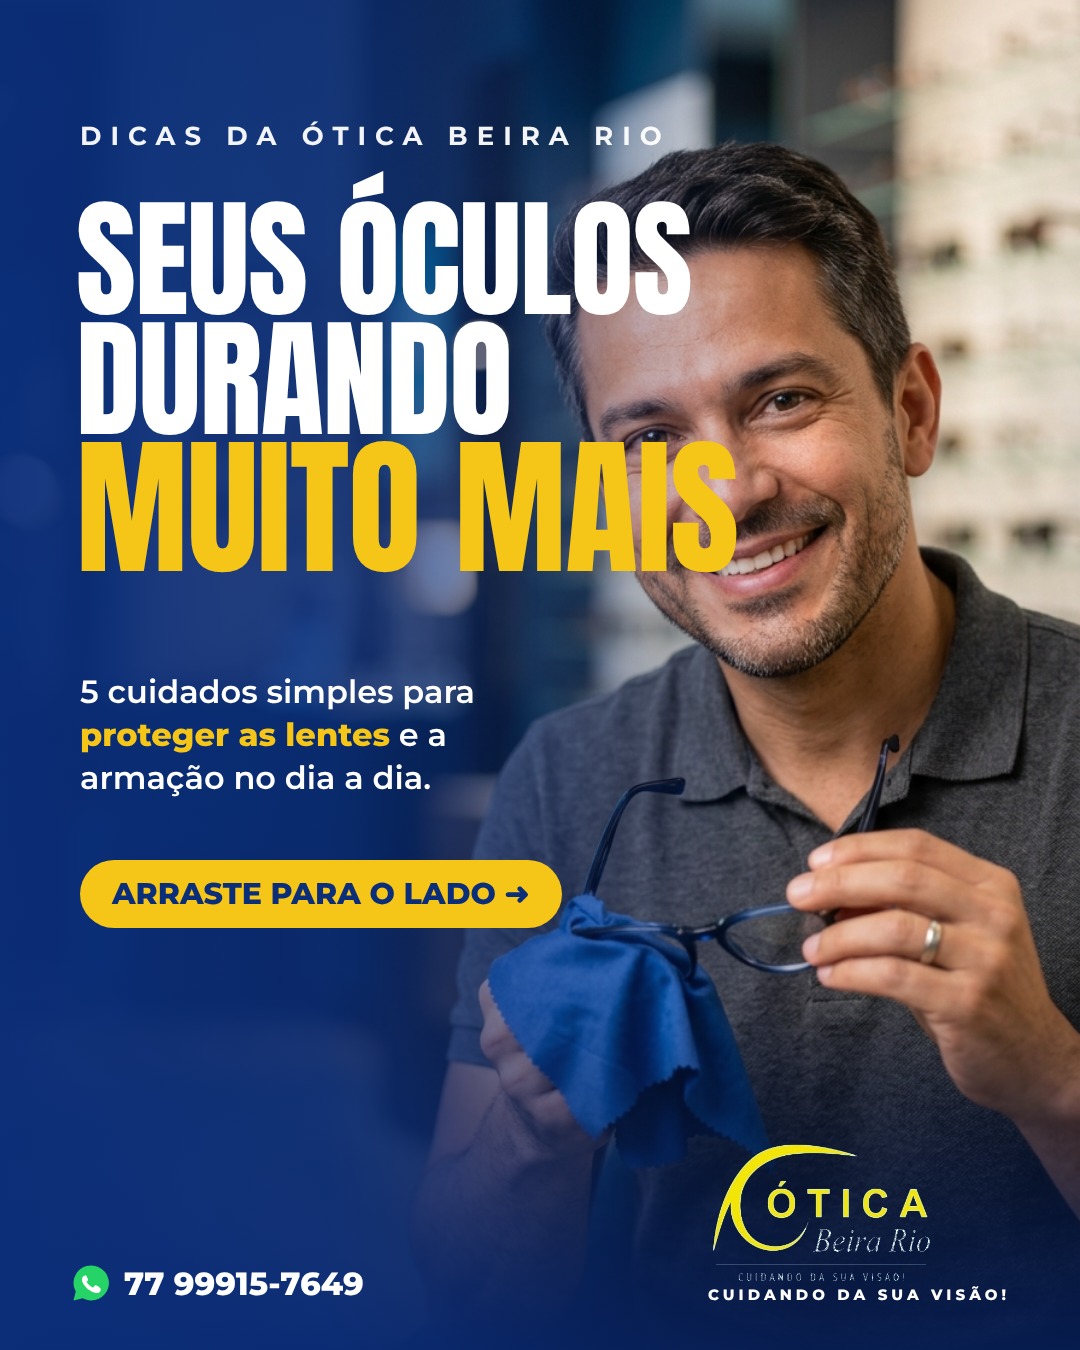 DICAS DA ÓTICA BEIRA RIO
SEUS ÓCULOS
DURANDO
MUITO MAIS
5 cuidados simples para
proteger as lentes e a
armação no dia a dia.
ARRASTE PARA O LADO →
77 99915-7649
ÓTICA
Beira Rio
CUIDANDO DA SUA VISÃO!
CUIDANDO DA SUA VISÃO!